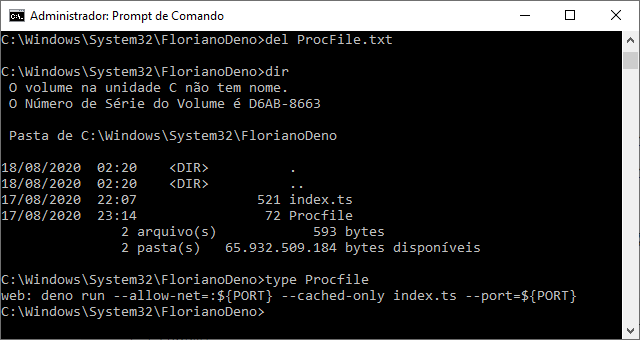 Administrador: Prompt de Comando
C:\Windows\System32\FlorianoDeno>del ProcFile.txt
C:\Windows\System32\FlorianoDeno>dir
O volume na unidade C não tem nome.
O Número de Série do Volume é D6AB-8663
Pasta de C:\Windows\System32\FlorianoDeno
18/08/2020  02:20    <DIR>          .
18/08/2020  02:20    <DIR>          ..
17/08/2020  22:07               521 index.ts
17/08/2020  23:14                72 Procfile
2 arquivo(s)            593 bytes
2 pasta(s)   65.932.509.184 bytes disponíveis
C:\Windows\System32\FlorianoDeno>type Procfile
web: deno run --allow-net=:${PORT} --cached-only index.ts --port=${PORT}
C:\Windows\System32\FlorianoDeno>